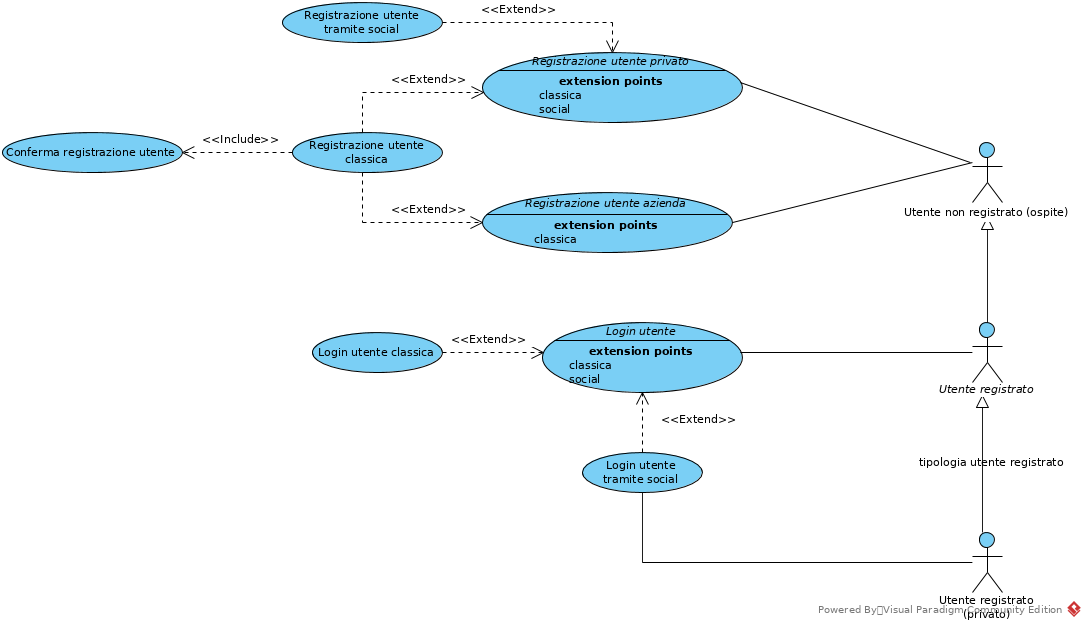 <<Extend>>
Registrazione utente
tramite social
Registrazione utente privato
extension points
classica
social
<<Extend>>
<<Include>>
Conferma registrazione utente
Registrazione utente
classica
<<Extend>>
Registrazione utente azienda
extension points
classica
Utente non registrato (ospite)
Login utente
extension points
classica
social
<<Extend>>
Login utente classica
Utente registrato
<<Extend>>
Login utente
tramite social
tipologia utente registrato
Utente registrato
(privato)
Powered By Visual Paradigm Community Edition